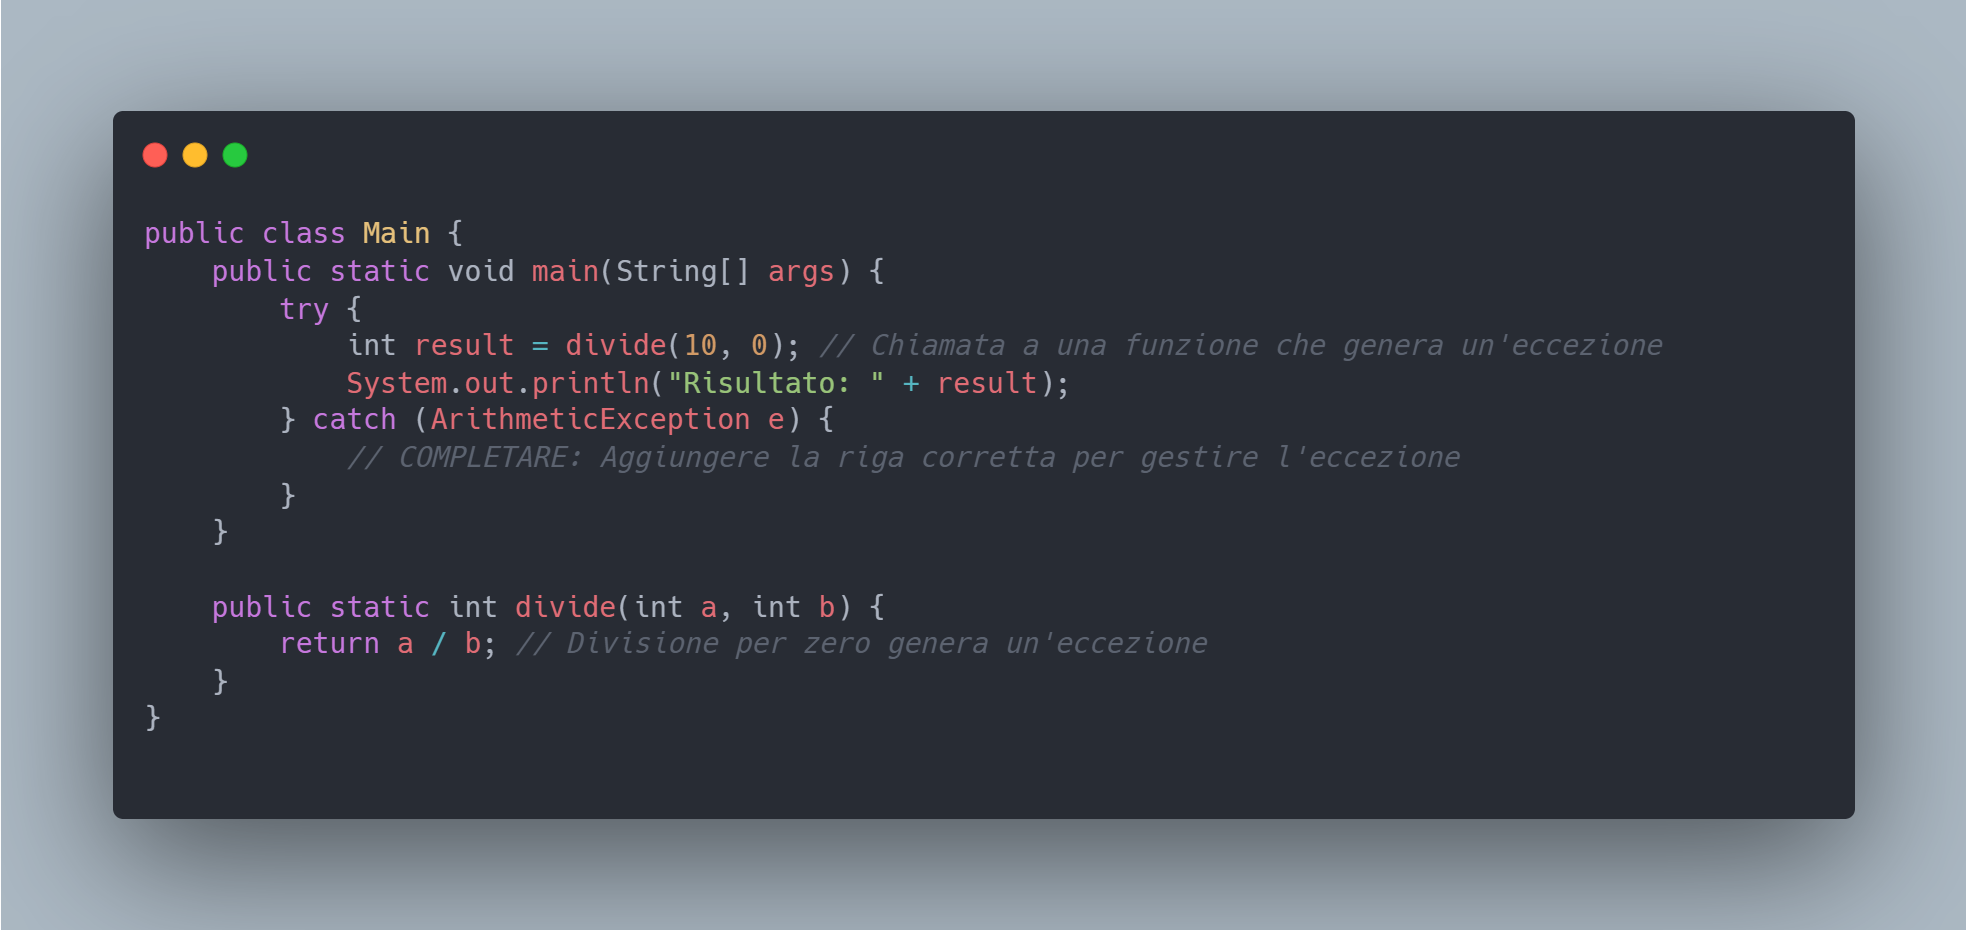 public class Main {
    public static void main(String[] args) {
        try {
            int result = divide(10, 0); // Chiamata a una funzione che genera un'eccezione
            System.out.println("Risultato: " + result);
        } catch (ArithmeticException e) {
            // COMPLETARE: Aggiungere la riga corretta per gestire l'eccezione
        }
    }

    public static int divide(int a, int b) {
        return a / b; // Divisione per zero genera un'eccezione
    }
}